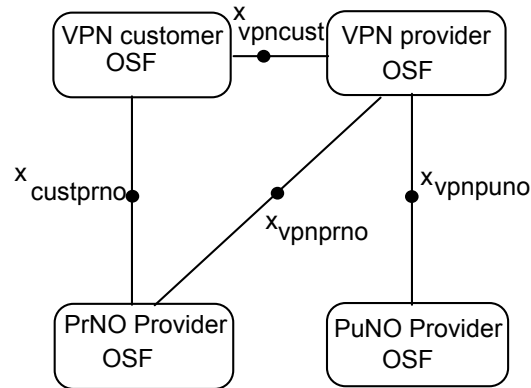 x
vpncust
VPN customer
OSF
VPN provider
OSF
x
custprno
x
vpnprno
x
vpnpuno
PrNO Provider
OSF
PuNO Provider
OSF